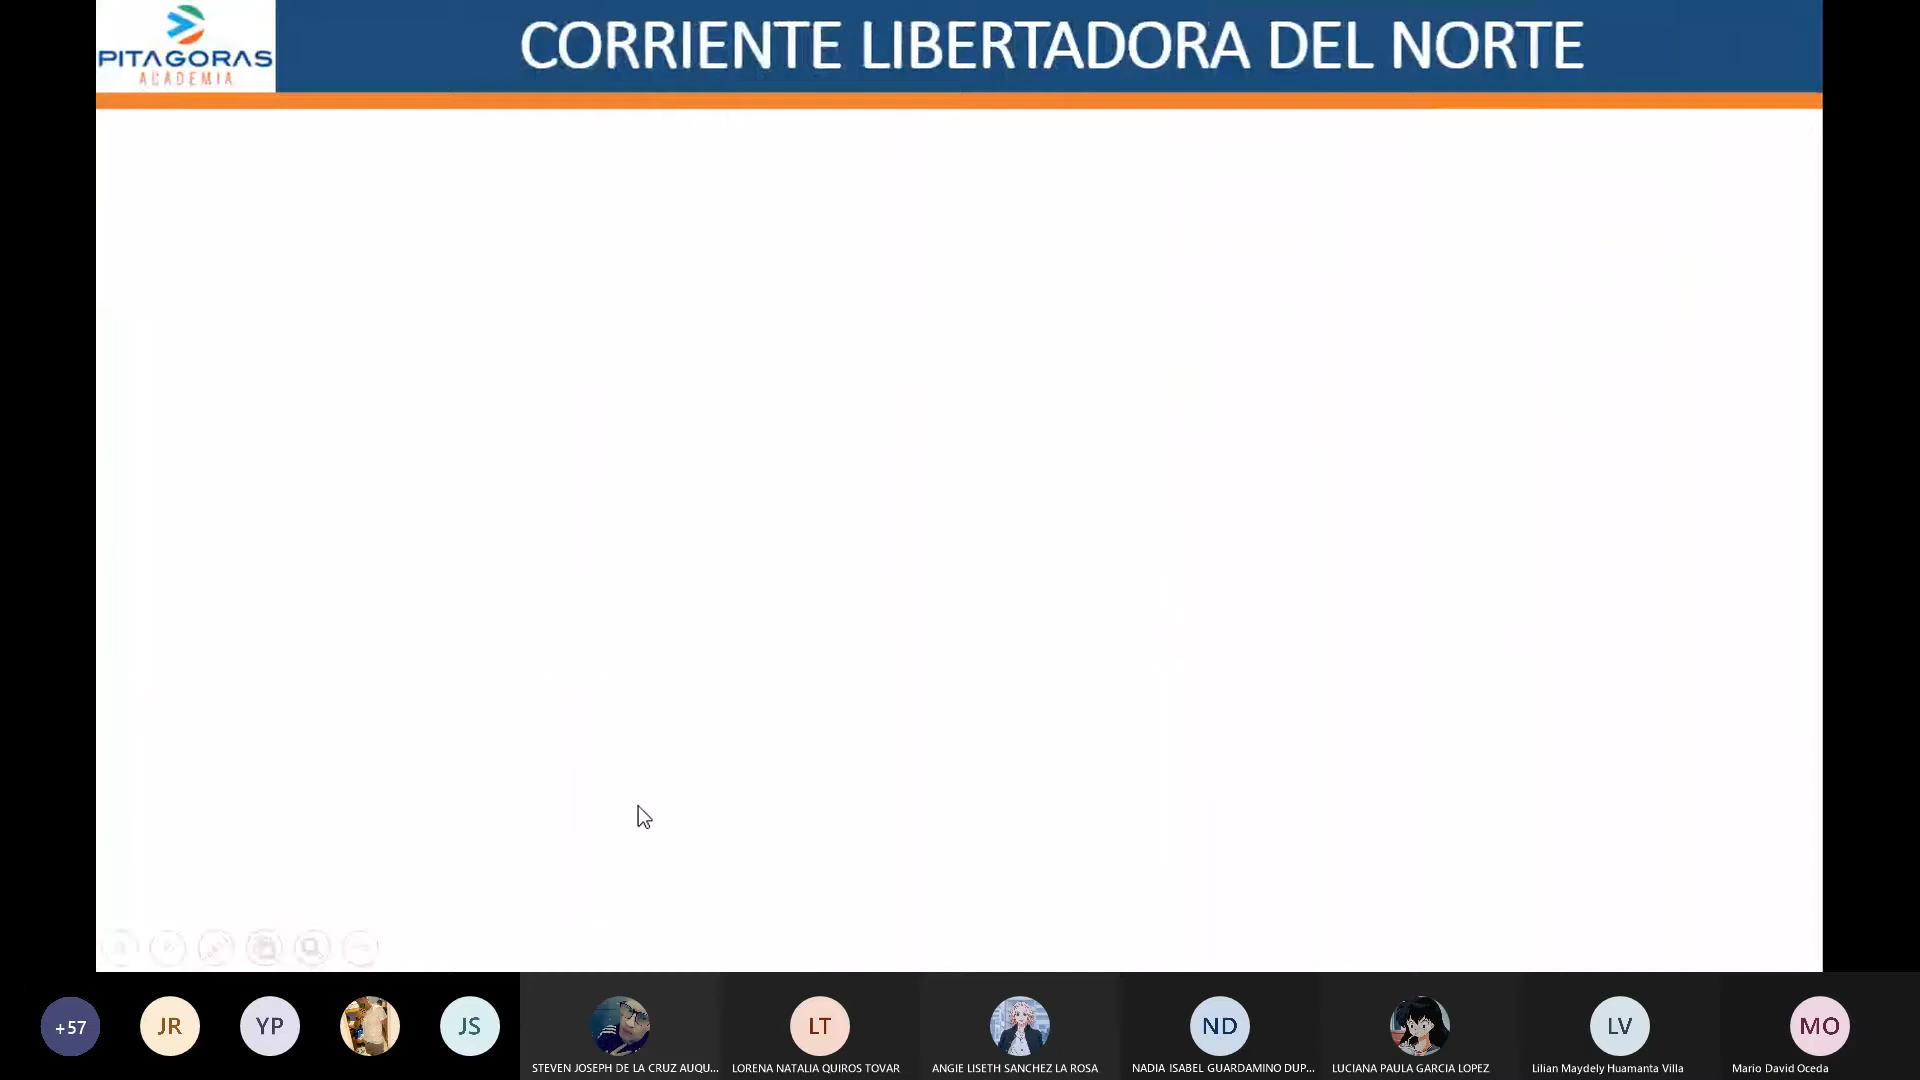 PITAGORAS
ACADEMIA
CORRIENTE LIBERTADORA DEL NORTE
+57
JR
YP
JS
STEVEN JOSEPH DE LA CRUZ AUQU...
LT
LORENA NATALIA QUIROS TOVAR
ANGIE LISETH SANCHEZ LA ROSA
ND
NADIA ISABEL GUARDAMINO DUP...
LUCIANA PAULA GARCIA LOPEZ
LV
Lilian Maydely Huamanta Villa
MO
Mario David Oceda